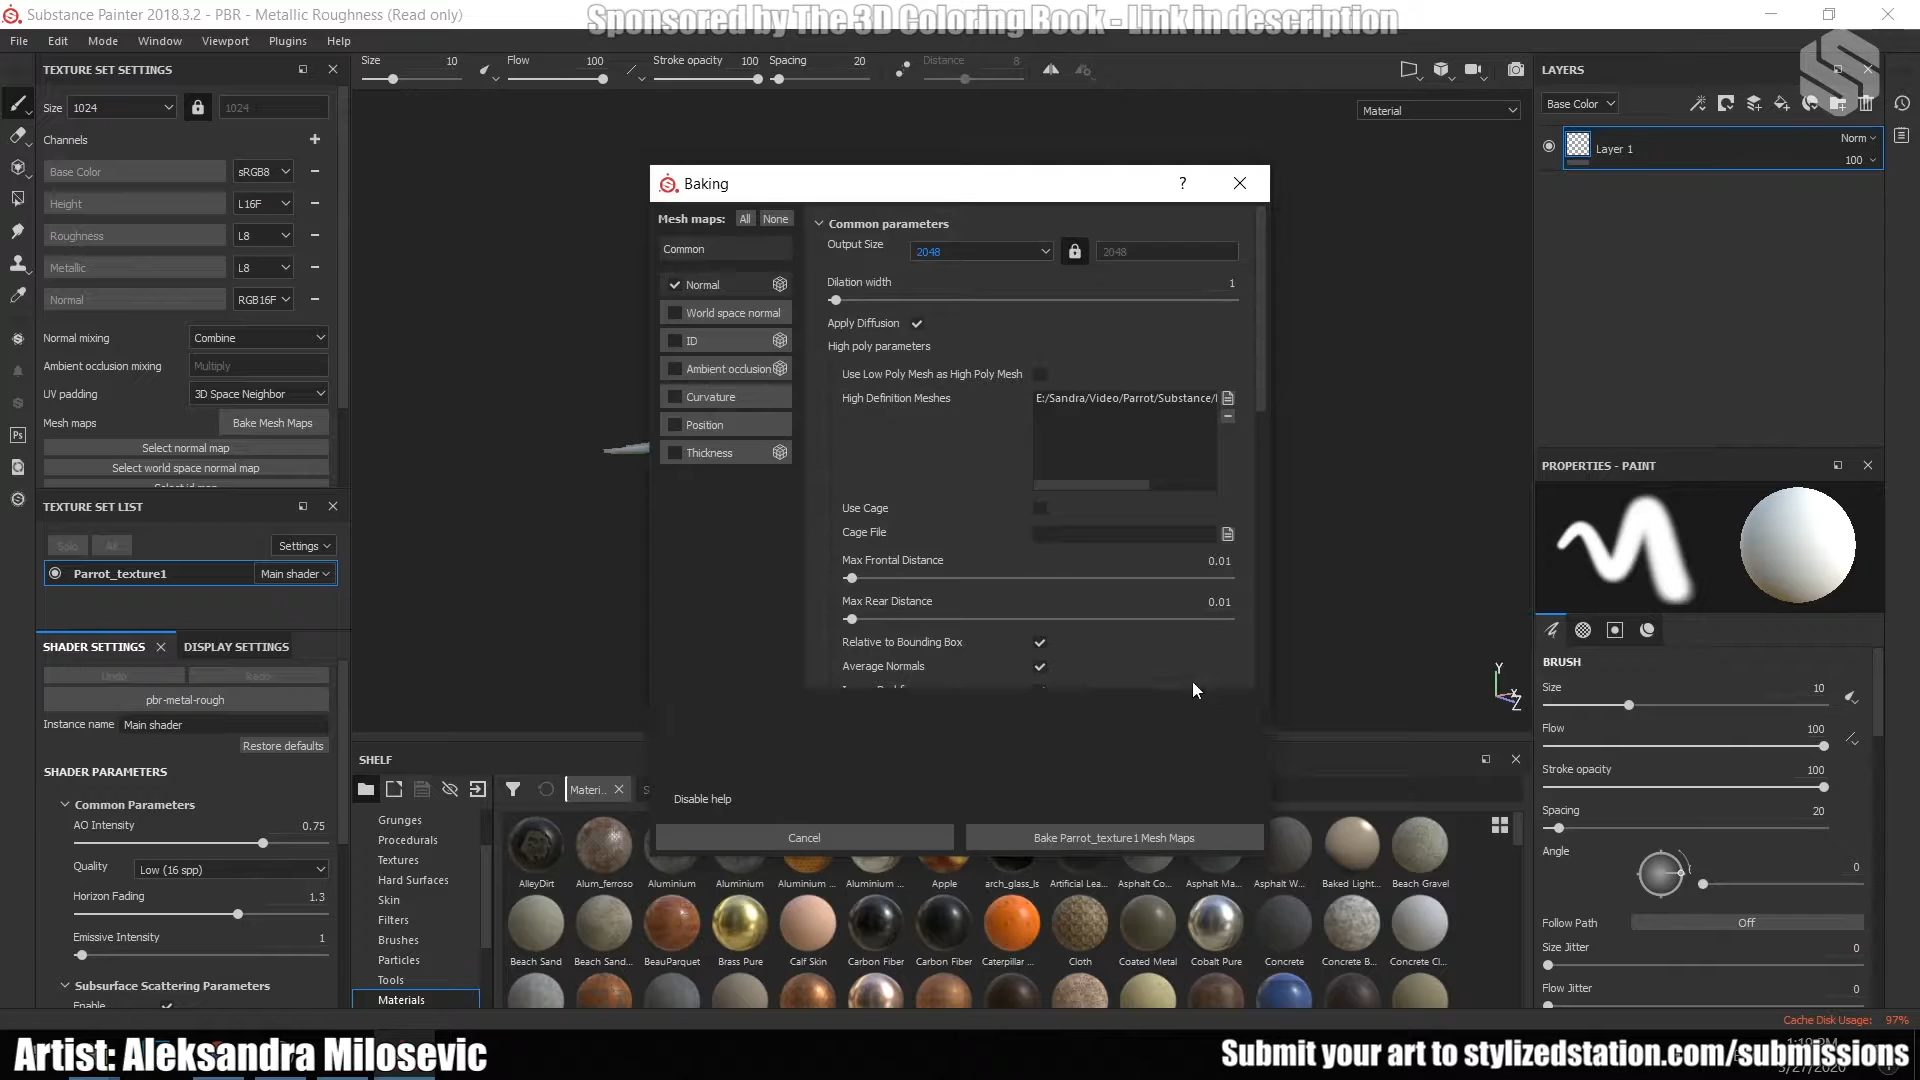 Substance Painter 2018.3.2 - PBR - Metallic Roughness (Read only)
Sponsored by The 3D Coloring Book - Link in description
File Edit Mode Window Viewport Plugins Help
TEXTURE SET SETTINGS
Size 1024 1024
Channels
Base Color sRGB8
Height L16F
Roughness L8
Metallic L8
Normal RGB16F
Normal mixing Combine
Ambient occlusion mixing Multiply
UV padding 3D Space Neighbor
Mesh maps Bake Mesh Maps
Select normal map
Select world space normal map
Select id map
TEXTURE SET LIST
Solo All Settings
Parrot_texture1 Main shader
SHADER SETTINGS DISPLAY SETTINGS
Undo Redo
pbr-metal-rough
Instance name Main shader
Restore defaults
SHADER PARAMETERS
Common Parameters
AO Intensity 0.75
Quality Low (16 spp)
Horizon Fading 1.3
Emissive Intensity 1
Subsurface Scattering Parameters
Enable
Size 10 Flow 100 Stroke opacity 100 Spacing 20 Distance 8
Material
Baking ?
Mesh maps: All None
Common
Normal
World space normal
ID
Ambient occlusion
Curvature
Position
Thickness
Common parameters
Output Size 2048 2048
Dilation width 1
Apply Diffusion
High poly parameters
Use Low Poly Mesh as High Poly Mesh
High Definition Meshes E:/Sandra/Video/Parrot/Substance/
Use Cage
Cage File
Max Frontal Distance 0.01
Max Rear Distance 0.01
Relative to Bounding Box
Average Normals
Disable help
Cancel Bake Parrot_texture1 Mesh Maps
Y
X
Z
SHELF
Materi..
Grunges
Procedurals
Textures
Hard Surfaces
Skin
Filters
Brushes
Particles
Tools
Materials
AlleyDirt Alum_ferroso Aluminium Aluminium Aluminium ... Aluminium ... Apple arch_glass_ls Artificial Lea... Asphalt Co... Asphalt Ma... Asphalt W... Baked Light... Beach Gravel
Beach Sand Beach Sand... BeauParquet Brass Pure Calf Skin Carbon Fiber Carbon Fiber Caterpillar ... Cloth Coated Metal Cobalt Pure Concrete Concrete B... Concrete Cl...
LAYERS
Base Color
Layer 1 Norm
100
PROPERTIES - PAINT
BRUSH
Size 10
Flow 100
Stroke opacity 100
Spacing 20
Angle 0
Follow Path Off
Size Jitter 0
Flow Jitter 0
Cache Disk Usage: 97%
Artist: Aleksandra Milosevic
Submit your art to stylizedstation.com/submissions